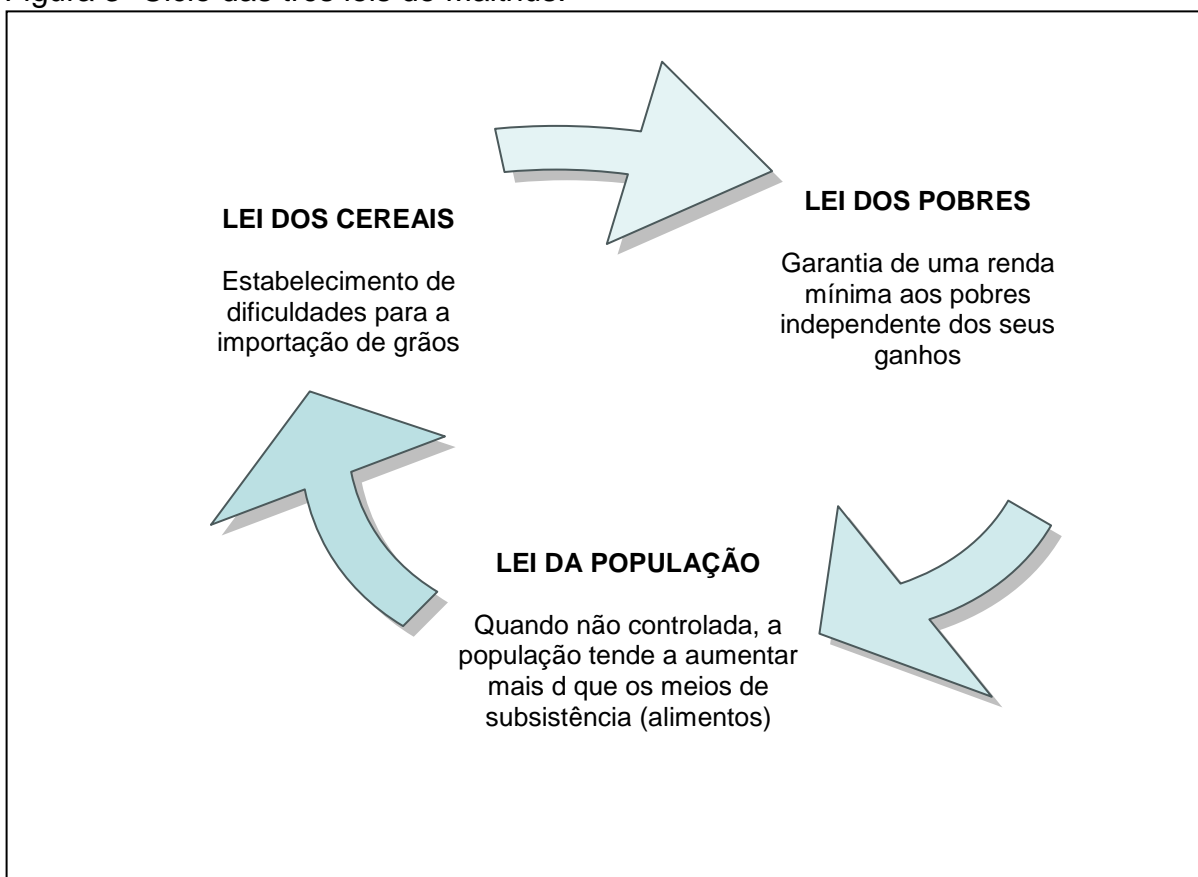 LEI DOS CEREAIS
Estabelecimento de
dificuldades para a
importação de grãos
LEI DOS POBRES
Garantia de uma renda
mínima aos pobres
independente dos seus
ganhos
LEI DA POPULAÇÃO
Quando não controlada, a
população tende a aumentar
mais d que os meios de
subsistência (alimentos)